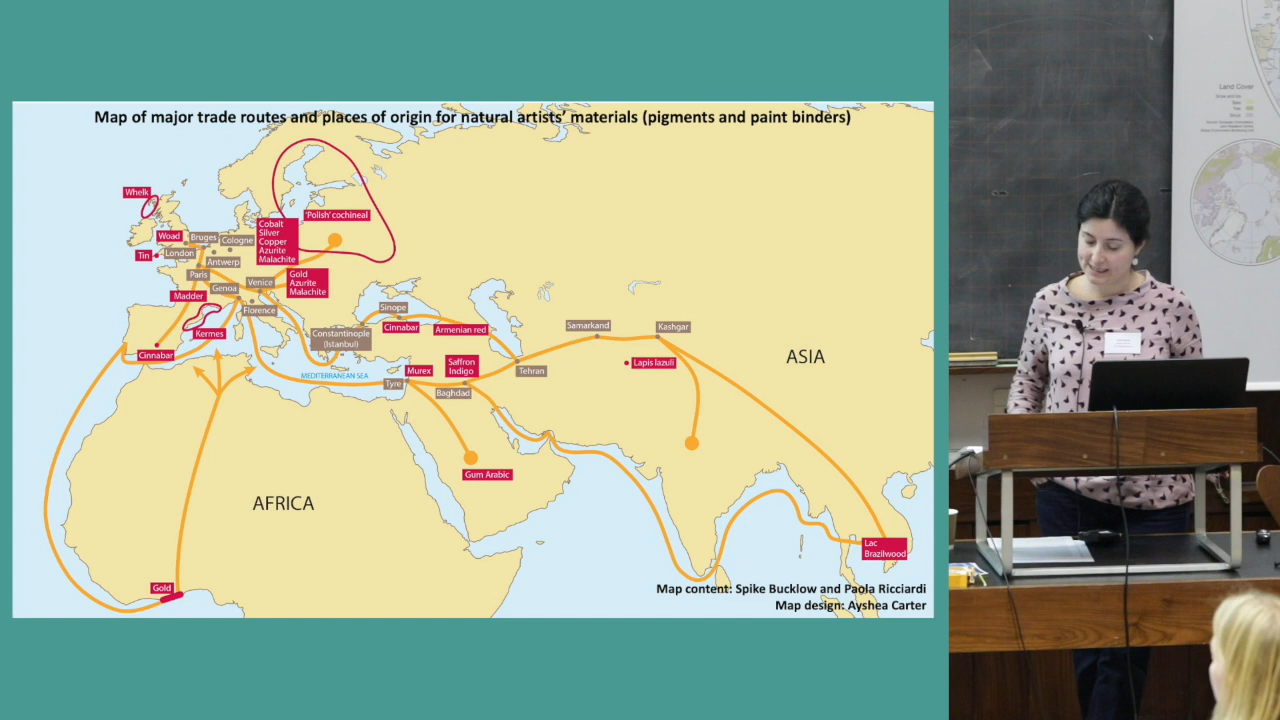 Map of major trade routes and places of origin for natural artists’ materials (pigments and paint binders)
Whelk
'Polish' cochineal
Cobalt
Silver
Copper
Azurite
Malachite
Woad
Bruges
Cologne
Tin
London
Antwerp
Paris
Gold
Azurite
Malachite
Venice
Genoa
Madder
Florence
Kermes
Cinnabar
Sinope
Cinnabar
Armenian red
Constantinople
(Istanbul)
Samarkand
Kashgar
Lapis lazuli
ASIA
Saffron
Indigo
Murex
Tehran
MEDITERRANEAN SEA
Tyre
Baghdad
Gum Arabic
AFRICA
Lac
Brazilwood
Gold
Map content: Spike Bucklow and Paola Ricciardi
Map design: Ayshea Carter
Land Cover